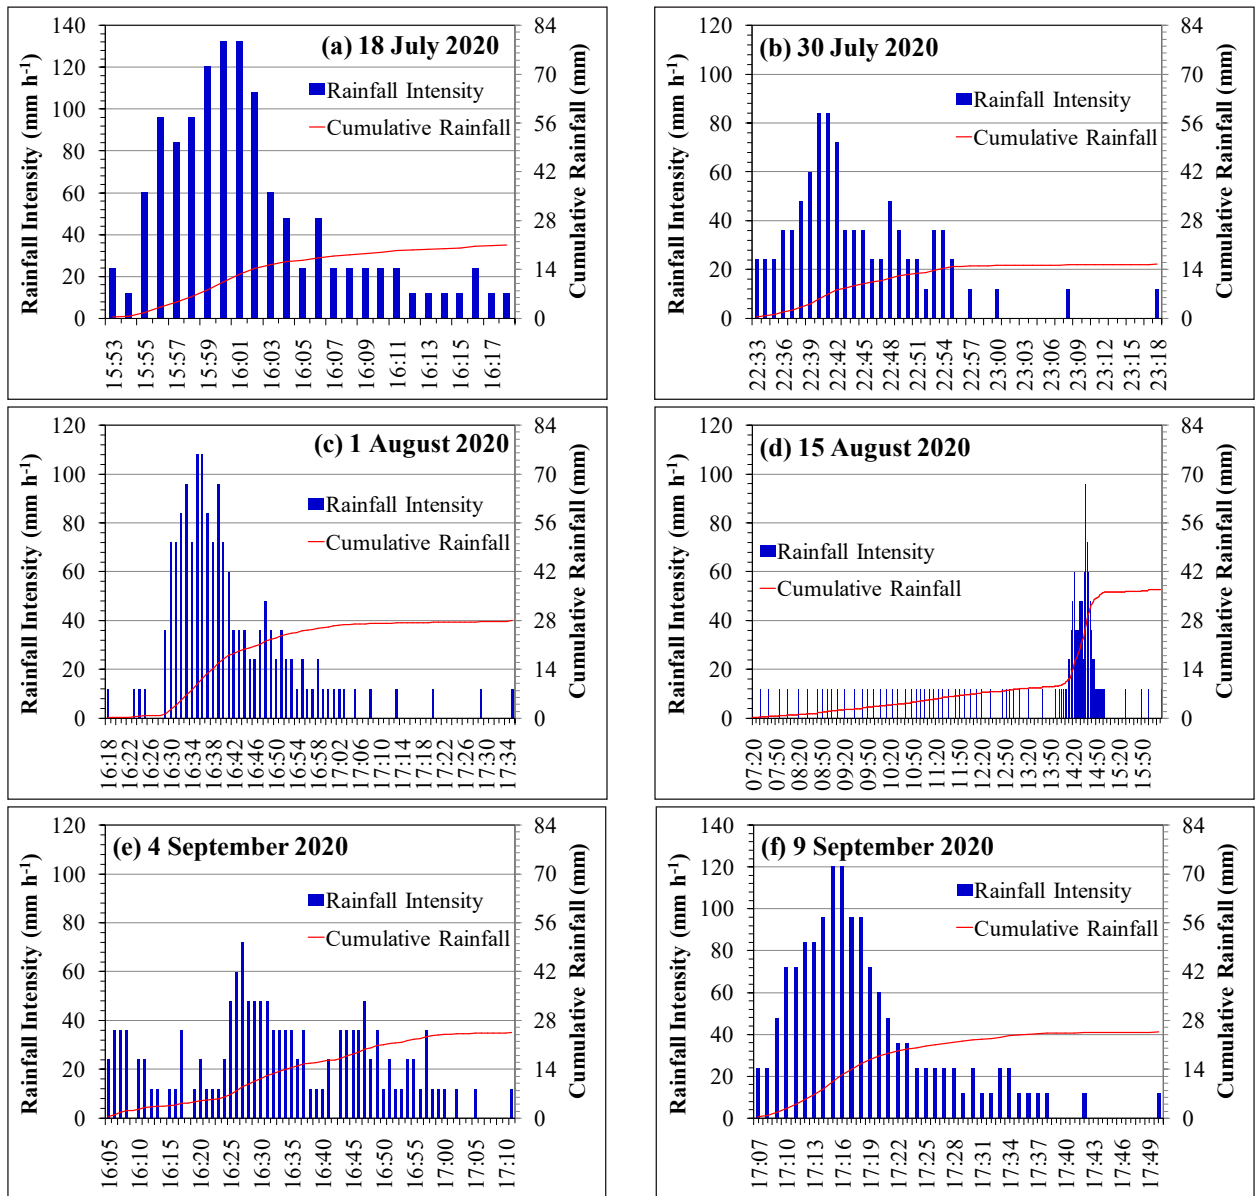 (a) 18 July 2020
Rainfall Intensity (mm h-1)
140
120
100
80
60
40
20
0
Rainfall Intensity
Cumulative Rainfall
84
70
56
42
28
14
0
Cumulative Rainfall (mm)
15:53 15:55 15:57 15:59 16:01 16:03 16:05 16:07 16:09 16:11 16:13 16:15 16:17
(b) 30 July 2020
Rainfall Intensity (mm h-1)
120
100
80
60
40
20
0
Rainfall Intensity
Cumulative Rainfall
84
70
56
42
28
14
0
Cumulative Rainfall (mm)
22:33 22:36 22:39 22:42 22:45 22:48 22:51 22:54 22:57 23:00 23:03 23:06 23:09 23:12 23:15 23:18
(c) 1 August 2020
Rainfall Intensity (mm h-1)
120
100
80
60
40
20
0
Rainfall Intensity
Cumulative Rainfall
84
70
56
42
28
14
0
Cumulative Rainfall (mm)
16:18 16:22 16:26 16:30 16:34 16:38 16:42 16:46 16:50 16:54 16:58 17:02 17:06 17:10 17:14 17:18 17:22 17:26 17:30 17:34
(d) 15 August 2020
Rainfall Intensity (mm h-1)
120
100
80
60
40
20
0
Rainfall Intensity
Cumulative Rainfall
84
70
56
42
28
14
0
Cumulative Rainfall (mm)
07:20 07:50 08:20 08:50 09:20 09:50 10:20 10:50 11:20 11:50 12:20 12:50 13:20 13:50 14:20 14:50 15:20 15:50
(e) 4 September 2020
Rainfall Intensity (mm h-1)
120
100
80
60
40
20
0
Rainfall Intensity
Cumulative Rainfall
84
70
56
42
28
14
0
Cumulative Rainfall (mm)
16:05 16:10 16:15 16:20 16:25 16:30 16:35 16:40 16:45 16:50 16:55 17:00 17:05 17:10
(f) 9 September 2020
Rainfall Intensity (mm h-1)
140
120
100
80
60
40
20
0
Rainfall Intensity
Cumulative Rainfall
84
70
56
42
28
14
0
Cumulative Rainfall (mm)
17:07 17:10 17:13 17:16 17:19 17:22 17:25 17:28 17:31 17:34 17:37 17:40 17:43 17:46 17:49